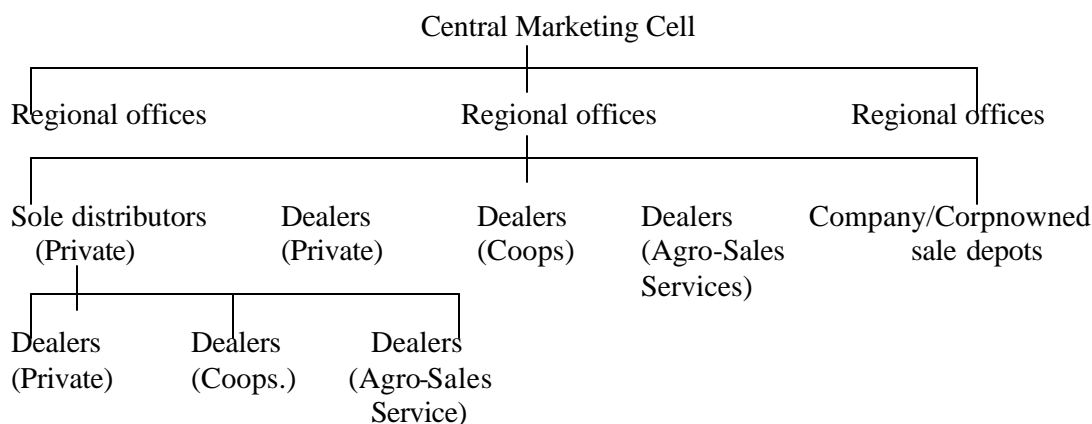 Central Marketing Cell
Regional offices Regional offices Regional offices
Sole distributors Dealers Dealers Dealers Company/Corpnowned
(Private) (Private) (Coops) (Agro-Sales sale depots
Services)
Dealers Dealers Dealers
(Private) (Coops.) (Agro-Sales
Service)